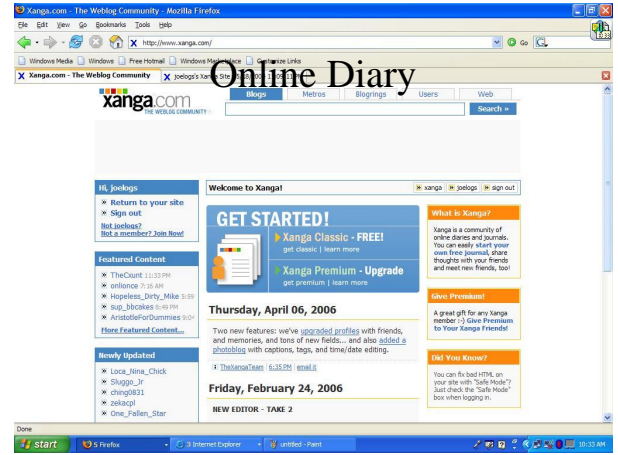 Xanga.com - The Weblog Community - Mozilla Firefox
File Edit View Go Bookmarks Tools Help
http://www.xanga.com/
Go
Windows Media Windows Free Hotmail Windows Marketplace Customize Links
Xanga.com - The Weblog Community
joelogs's Xanga Site
Online Diary
xanga.com
THE WEBLOG COMMUNITY
Blogs Metros Blogrings Users Web
Search »
Hi, joelogs
» Return to your site
» Sign out
Not joelogs?
Not a member? Join Now!
Featured Content
» TheCount 11:33 PM
» onlionce 7:16 AM
» Hopeless_Dirty_Mike 5:59
» sup_bbcakes 6:49 PM
» AristotleForDummies 9:04
More Featured Content...
Newly Updated
» Loca_Nina_Chick
» Sluggo_Jr
» ching0831
» zekacpl
» One_Fallen_Star
Welcome to Xanga!
» xanga » joelogs » sign out
GET STARTED!
Xanga Classic - FREE!
get classic | learn more
Xanga Premium - Upgrade
get premium | learn more
Thursday, April 06, 2006
Two new features: we've upgraded profiles with friends,
and memories, and tons of new fields... and also added a
photoblog with captions, tags, and time/date editing.
TheXangaTeam | 6:35 PM | email it
Friday, February 24, 2006
NEW EDITOR - TAKE 2
What is Xanga?
Xanga is a community of
online diaries and journals.
You can easily start your
own free journal, share
thoughts with your friends
and meet new friends, too!
Give Premium!
A great gift for any Xanga
member :-) Give Premium
to Your Xanga Friends!
Did You Know?
You can fix bad HTML on
your site with "Safe Mode"?
Just check the "Safe Mode"
box when logging in.
Done
start
5 Firefox
3 Internet Explorer
untitled - Paint
10:33 AM